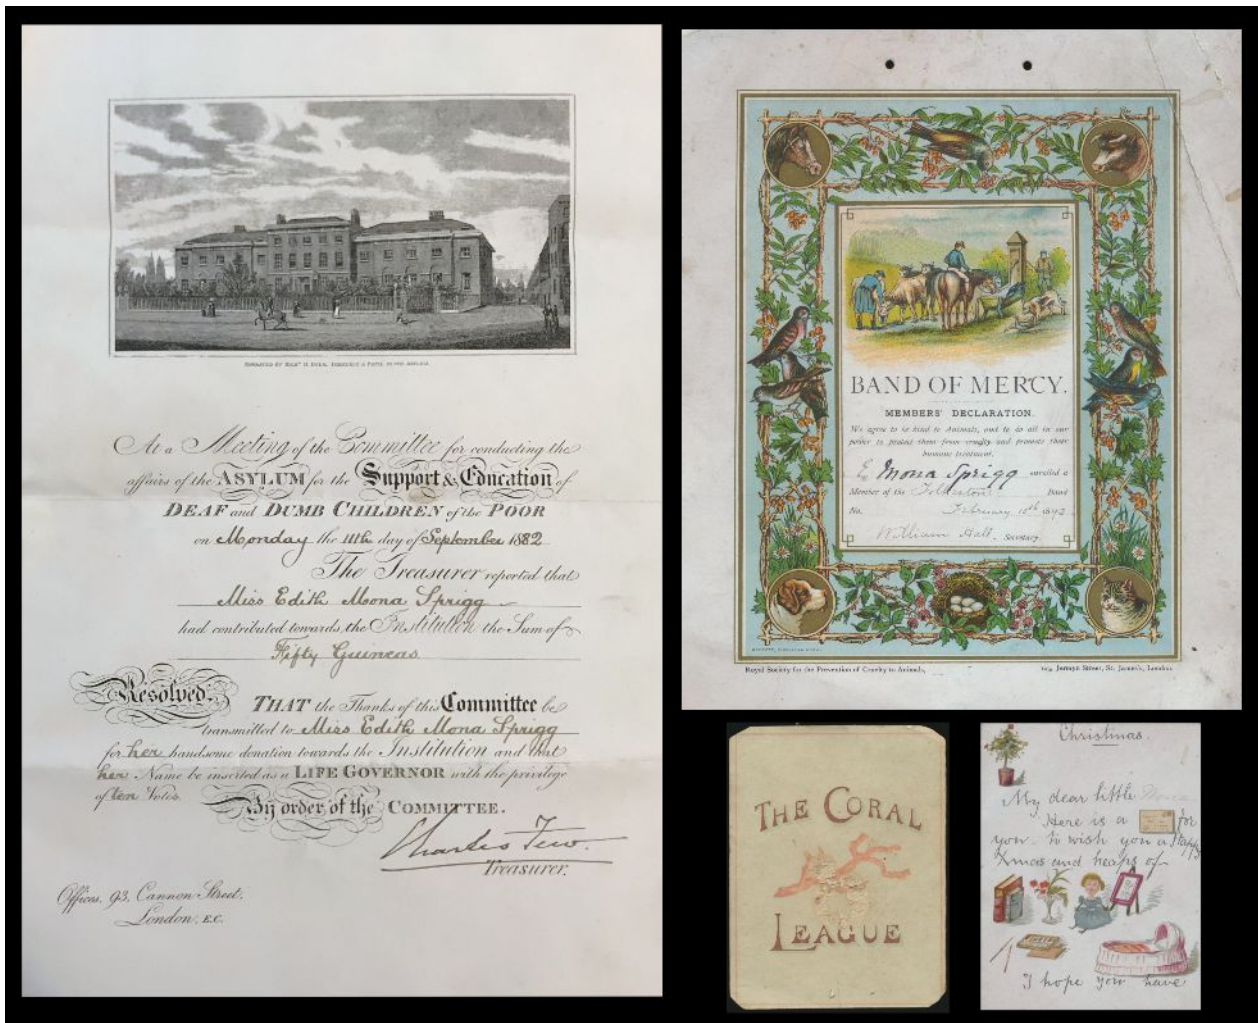 At a Meeting of the Committee for conducting the
affairs of the ASYLUM for the Support & Education of
DEAF and DUMB CHILDREN of the POOR
on Monday the 11th day of September 1882
The Treasurer reported that
Miss Edith Mona Sprigg
had contributed towards the Institution the Sum of
Fifty Guineas
Resolved. THAT the Thanks of this Committee be
transmitted to Miss Edith Mona Sprigg
for her handsome donation towards the Institution and that
her Name be inserted as a LIFE GOVERNOR with the privilege
of ten Votes.
By order of the COMMITTEE.
Charles Few.
Treasurer.
Offices, 93, Cannon Street,
London, E.C.
BAND OF MERCY.
MEMBERS' DECLARATION.
We agree to be kind to Animals, and to do all in our
power to protect them from cruelty and promote their
humane treatment.
E Mona Sprigg enrolled a
Member of the Band
No. February
William Hall. Secretary.
Royal Society for the Prevention of Cruelty to Animals, Jermyn Street, St. James's, London.
THE CORAL
LEAGUE
Christmas.
My dear little
Here is a for
you to wish you a Happy
Xmas and heaps of
I hope you have